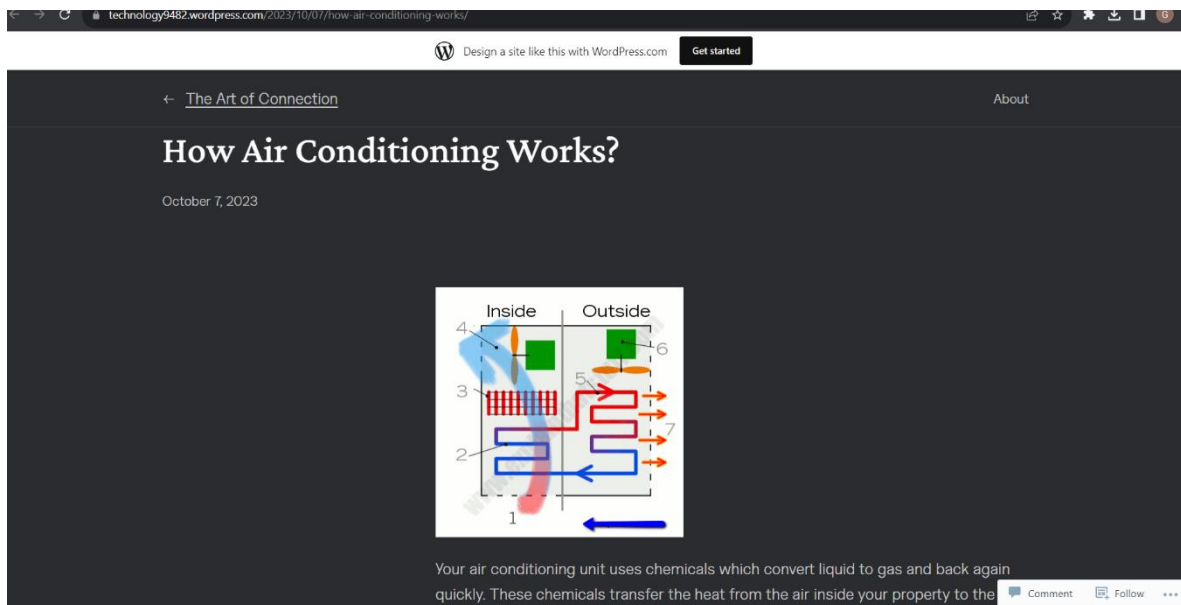 technology9482.wordpress.com/2023/10/07/how-air-conditioning-works/
G
Design a site like this with WordPress.com
Get started
← The Art of Connection
About
How Air Conditioning Works?
October 7, 2023
Inside
Outside
4
6
3
5
7
2
1
Your air conditioning unit uses chemicals which convert liquid to gas and back again
quickly. These chemicals transfer the heat from the air inside your property to the
Comment
Follow